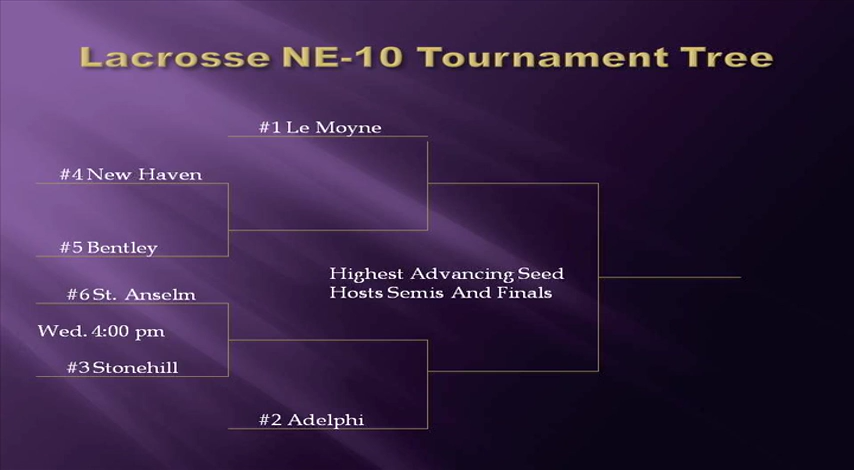 Lacrosse NE-10 Tournament Tree
#1 Le Moyne
#4 New Haven
#5 Bentley
Highest Advancing Seed
Hosts Semis And Finals
#6 St. Anselm
Wed. 4:00 pm
#3 Stonehill
#2 Adelphi